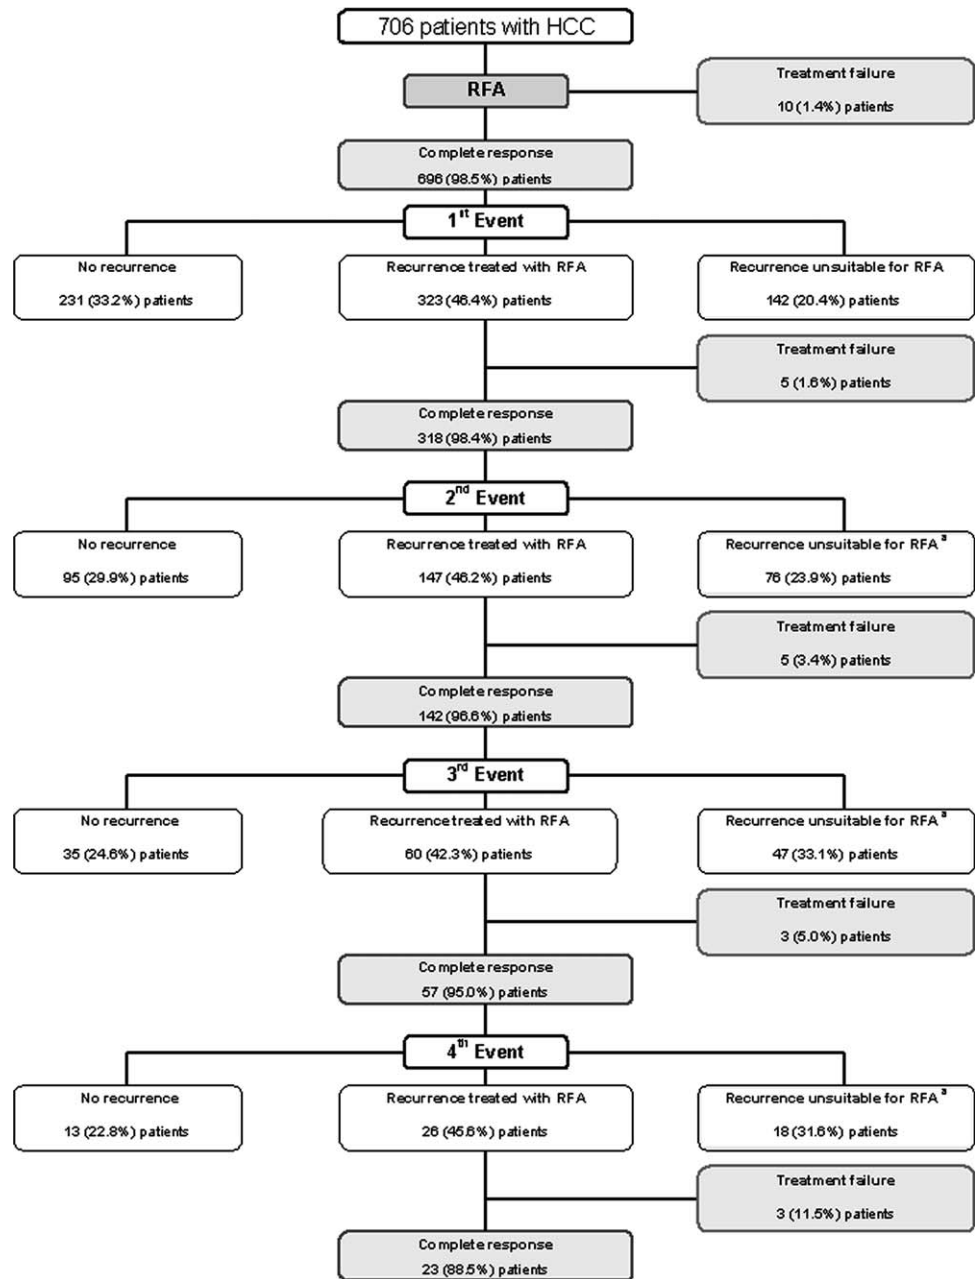 706 patients with HCC
RFA
Treatment failure
10 (1.4%) patients
Complete response
696 (98.5%) patients
1st Event
No recurrence
231 (33.2%) patients
Recurrence treated with RFA
323 (46.4%) patients
Recurrence unsuitable for RFA
142 (20.4%) patients
Treatment failure
5 (1.6%) patients
Complete response
318 (98.4%) patients
2nd Event
No recurrence
95 (29.9%) patients
Recurrence treated with RFA
147 (46.2%) patients
Recurrence unsuitable for RFA a
76 (23.9%) patients
Treatment failure
5 (3.4%) patients
Complete response
142 (96.6%) patients
3rd Event
No recurrence
35 (24.6%) patients
Recurrence treated with RFA
60 (42.3%) patients
Recurrence unsuitable for RFA a
47 (33.1%) patients
Treatment failure
3 (5.0%) patients
Complete response
57 (95.0%) patients
4th Event
No recurrence
13 (22.8%) patients
Recurrence treated with RFA
26 (45.6%) patients
Recurrence unsuitable for RFA a
18 (31.6%) patients
Treatment failure
3 (11.5%) patients
Complete response
23 (88.5%) patients